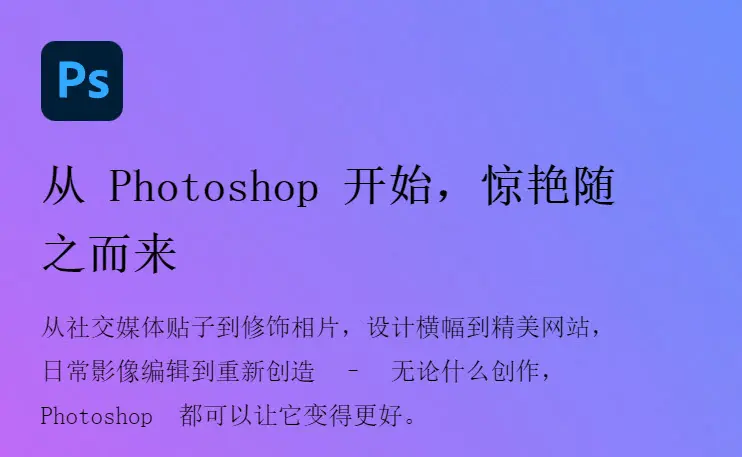 Ps
从 Photoshop 开始，惊艳随
之而来
从社交媒体贴子到修饰相片，设计横幅到精美网站，
日常影像编辑到重新创造 – 无论什么创作，
Photoshop 都可以让它变得更好。